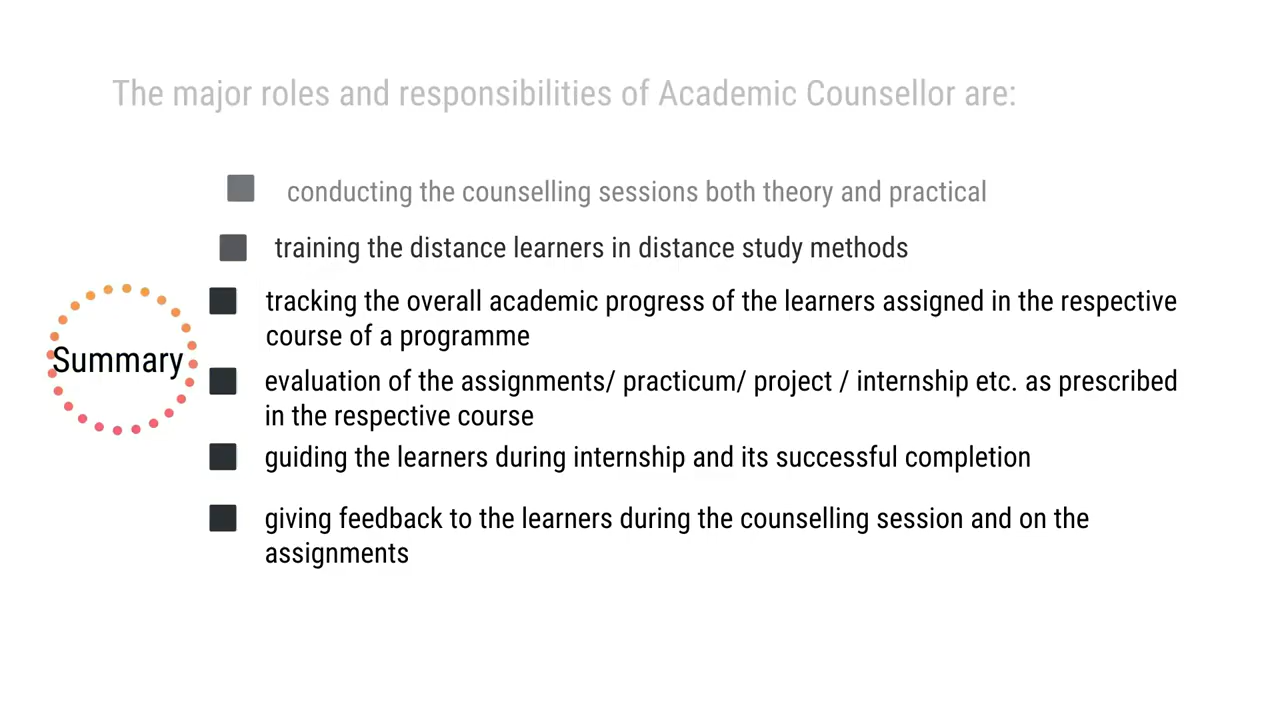 The major roles and responsibilities of Academic Counsellor are:
conducting the counselling sessions both theory and practical
training the distance learners in distance study methods
tracking the overall academic progress of the learners assigned in the respective
course of a programme
Summary
evaluation of the assignments/ practicum/ project / internship etc. as prescribed
in the respective course
guiding the learners during internship and its successful completion
giving feedback to the learners during the counselling session and on the
assignments